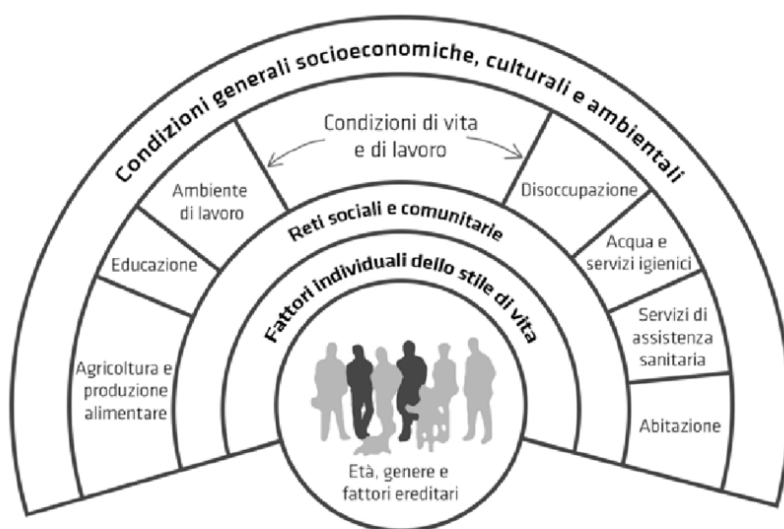 Condizioni generali socioeconomiche, culturali e ambientali
Condizioni di vita
e di lavoro
Ambiente
di lavoro
Disoccupazione
Reti sociali e comunitarie
Educazione
Acqua e
servizi igienici
Fattori individuali dello stile di vita
Servizi di
assistenza
sanitaria
Agricoltura e
produzione
alimentare
Abitazione
Età, genere e
fattori ereditari